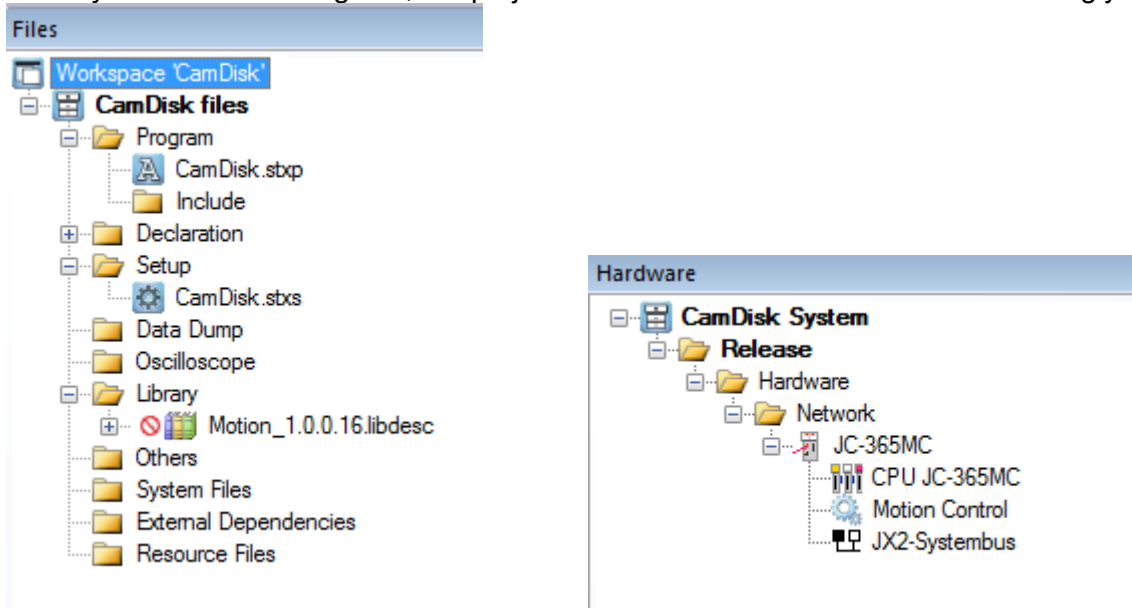 Files
Workspace 'CamDisk'
CamDisk files
Program
CamDisk.stxp
Include
Declaration
Setup
CamDisk.stxs
Data Dump
Oscilloscope
Library
Motion_1.0.0.16.libdesc
Others
System Files
External Dependencies
Resource Files
Hardware
CamDisk System
Release
Hardware
Network
JC-365MC
CPU JC-365MC
Motion Control
JX2-Systembus